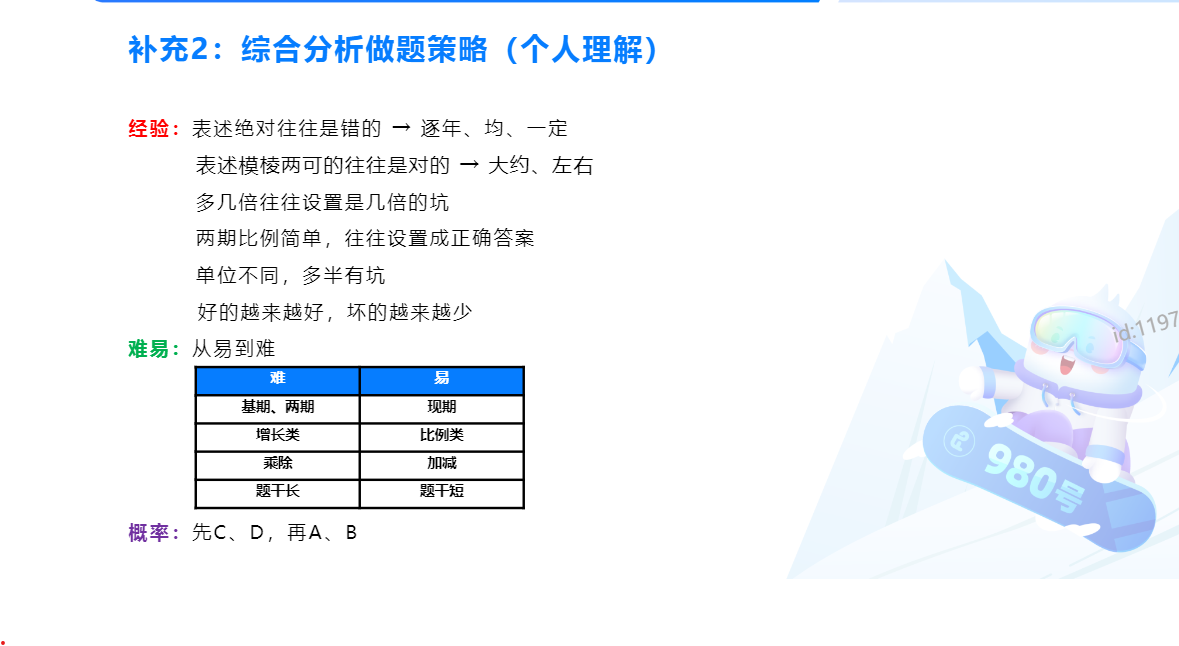 补充2：综合分析做题策略（个人理解）
经验：表述绝对往往是错的 → 逐年、均、一定
表述模棱两可的往往是对的 → 大约、左右
多几倍往往设置是几倍的坑
两期比例简单，往往设置成正确答案
单位不同，多半有坑
好的越来越好，坏的越来越少
难易：从易到难
难 易
基期、两期 现期
增长类 比例类
乘除 加减
题干长 题干短
概率：先C、D，再A、B
id:1197
980号